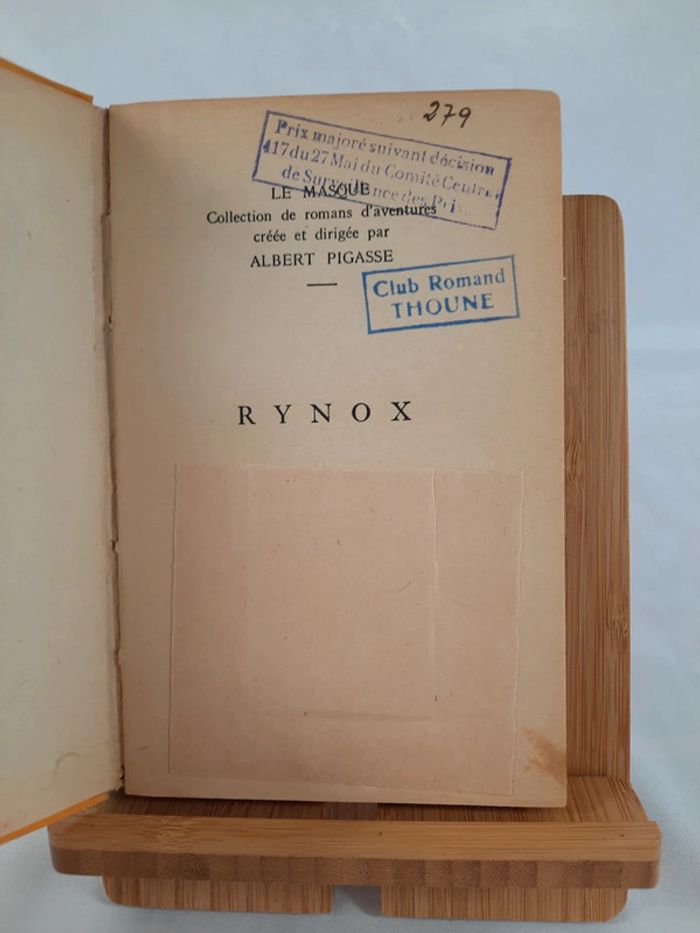 279
Prix majoré suivant décision
417 du 27 Mai du Comité Central
de Surveillance des Prix
LE MASQUE
Collection de romans d'aventures
créée et dirigée par
ALBERT PIGASSE
Club Romand
THOUNE
RYNOX